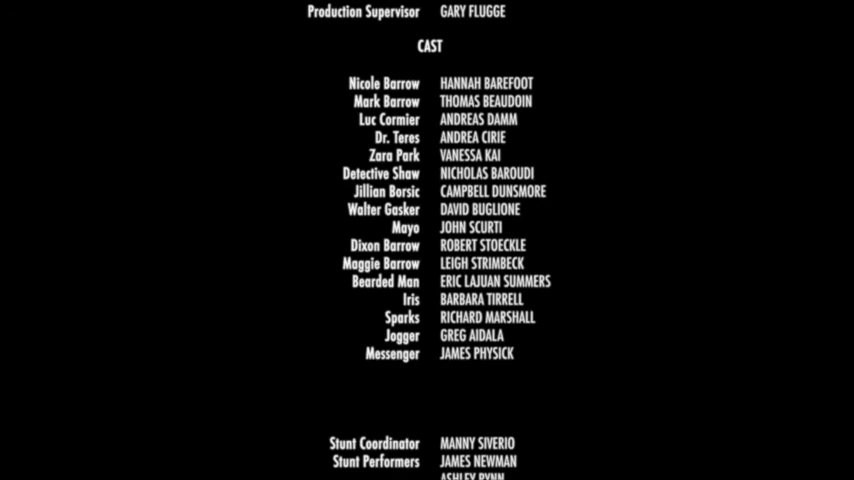 Production Supervisor GARY FLUGGE
CAST
Nicole Barrow HANNAH BAREFOOT
Mark Barrow THOMAS BEAUDOIN
Luc Cormier ANDREAS DAMM
Dr. Teres ANDREA CIRIE
Zara Park VANESSA KAI
Detective Shaw NICHOLAS BAROUDI
Jillian Borsic CAMPBELL DUNSMORE
Walter Gasker DAVID BUGLIONE
Mayo JOHN SCURTI
Dixon Barrow ROBERT STOECKLE
Maggie Barrow LEIGH STRIMBECK
Bearded Man ERIC LAJUAN SUMMERS
Iris BARBARA TIRRELL
Sparks RICHARD MARSHALL
Jogger GREG AIDALA
Messenger JAMES PHYSICK
Stunt Coordinator MANNY SIVERIO
Stunt Performers JAMES NEWMAN
ASHLEY